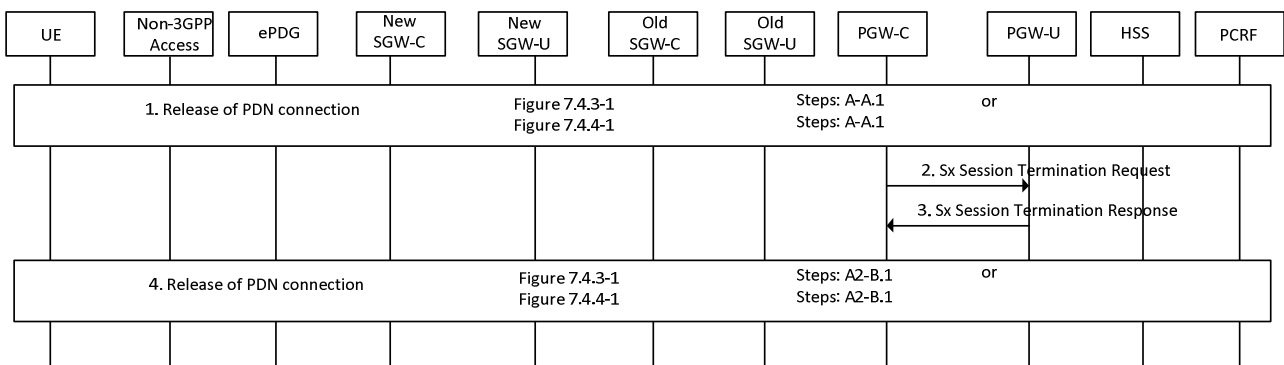 UE
Non-3GPP
Access
ePDG
New
SGW-C
New
SGW-U
Old
SGW-C
Old
SGW-U
PGW-C
PGW-U
HSS
PCRF
1. Release of PDN connection
Figure 7.4.3-1
Steps: A-A.1
or
Figure 7.4.4-1
Steps: A-A.1
2. Sx Session Termination Request
3. Sx Session Termination Response
4. Release of PDN connection
Figure 7.4.3-1
Steps: A2-B.1
or
Figure 7.4.4-1
Steps: A2-B.1